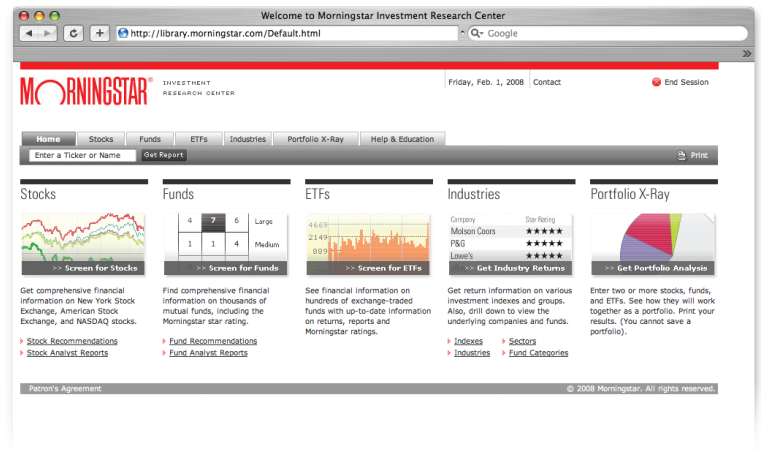 Welcome to Morningstar Investment Research Center
http://library.morningstar.com/Default.html
Google
MORNINGSTAR®
INVESTMENT
RESEARCH CENTER
Friday, Feb. 1, 2008
Contact
End Session
Home
Stocks
Funds
ETFs
Industries
Portfolio X-Ray
Help & Education
Enter a Ticker or Name
Get Report
Print
Stocks
>> Screen for Stocks
Get comprehensive financial
information on New York Stock
Exchange, American Stock
Exchange, and NASDAQ stocks.
Stock Recommendations
Stock Analyst Reports
Funds
4 7 6 Large
1 1 4 Medium
>> Screen for Funds
Find comprehensive financial
information on thousands of
mutual funds, including the
Morningstar star rating.
Fund Recommendations
Fund Analyst Reports
ETFs
4669
2149
889
>> Screen for ETFs
See financial information on
hundreds of exchange-traded
funds with up-to-date information
on returns, reports and
Morningstar ratings.
Industries
Company Star Rating
Molson Coors ★★★★★
P&G ★★★★★
Lowe's ★★★★★
>> Get Industry Returns
Get return information on various
investment indexes and groups.
Also, drill down to view the
underlying companies and funds.
Indexes
Sectors
Industries
Fund Categories
Portfolio X-Ray
>> Get Portfolio Analysis
Enter two or more stocks, funds,
and ETFs. See how they will work
together as a portfolio. Print your
results. (You cannot save a
portfolio).
Patron's Agreement
© 2008 Morningstar. All rights reserved.